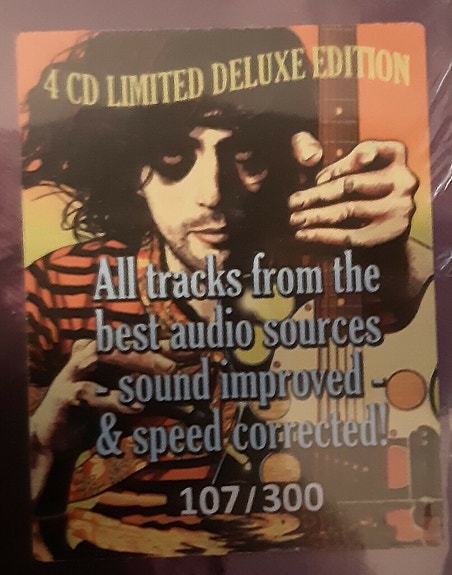 4 CD LIMITED DELUXE EDITION
All tracks from the
best audio sources
- sound improved -
& speed corrected!
107/300